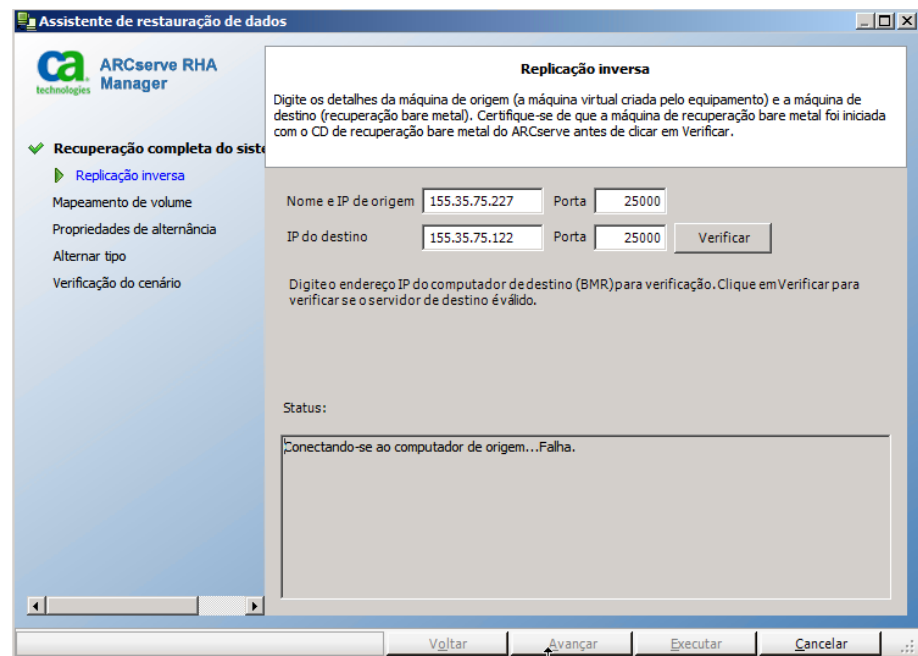 Assistente de restauração de dados
ca
technologies
ARCserve RHA
Manager
Recuperação completa do siste
Replicação inversa
Mapeamento de volume
Propriedades de alternância
Alternar tipo
Verificação do cenário
Replicação inversa
Digite os detalhes da máquina de origem (a máquina virtual criada pelo equipamento) e a máquina de
destino (recuperação bare metal). Certifique-se de que a máquina de recuperação bare metal foi iniciada
com o CD de recuperação bare metal do ARCserve antes de clicar em Verificar.
Nome e IP de origem 155.35.75.227 Porta 25000
IP do destino 155.35.75.122 Porta 25000 Verificar
Digite o endereço IP do computador de destino (BMR) para verificação. Clique em Verificar para
verificar se o servidor de destino é válido.
Status:
Conectando-se ao computador de origem...Falha.
Voltar Avançar Executar Cancelar